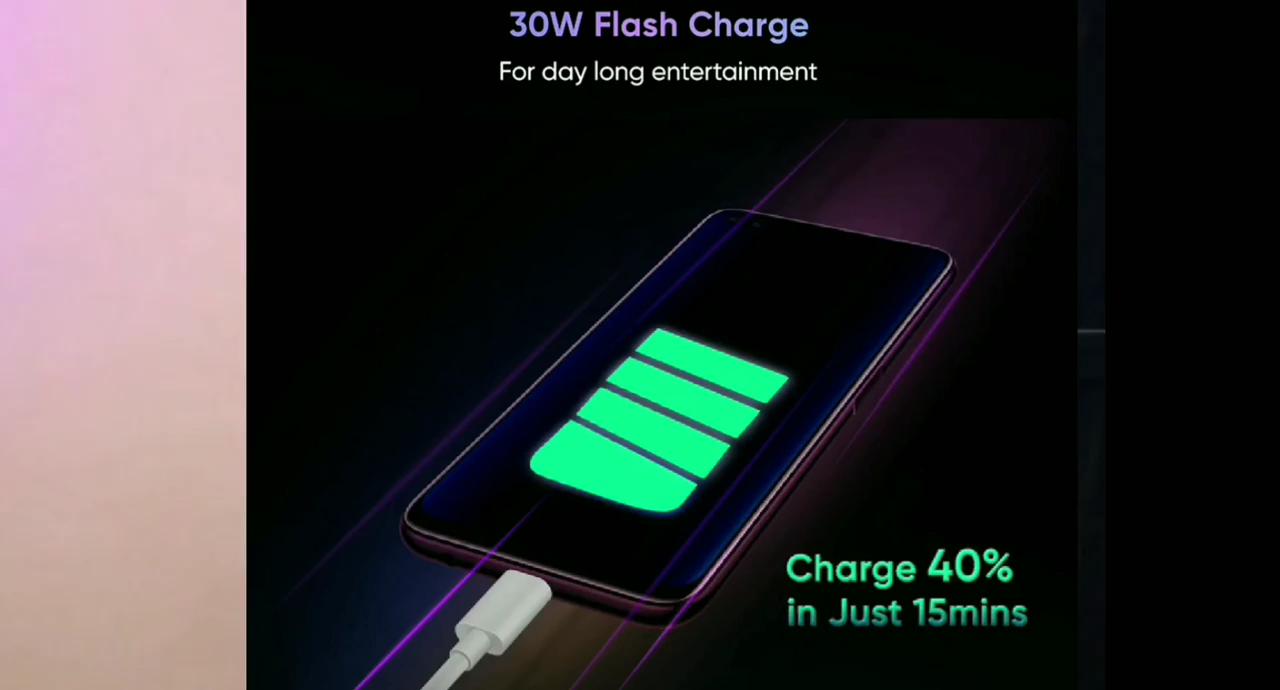 30W Flash Charge
For day long entertainment
Charge 40%
in Just 15mins